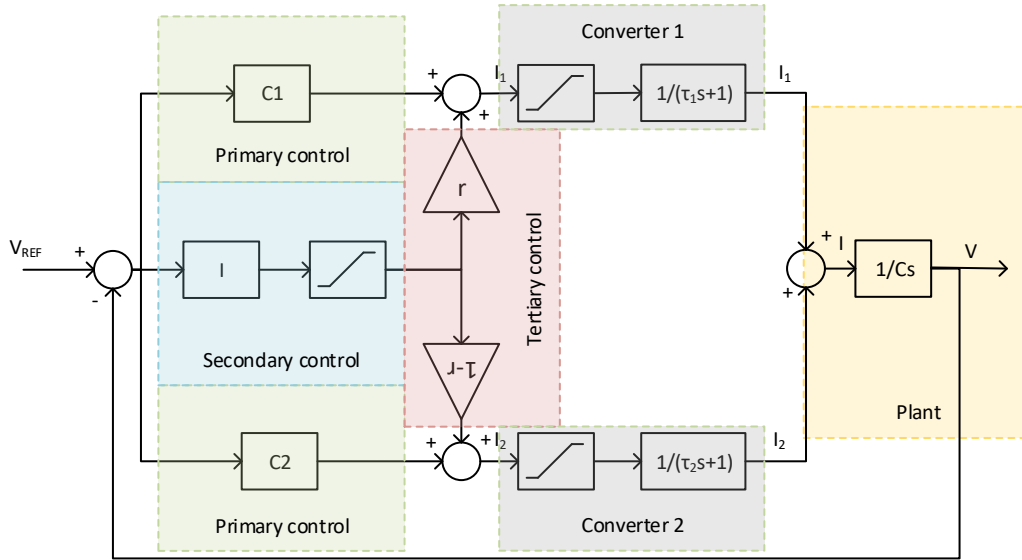 Converter 1
+
I₁
I₁
C1
1/(τ₁s+1)
+
Primary control
r
V_REF
+
-
I
Tertiary control
+
I
V
1/Cs
+
Secondary control
1-r
Plant
+
+
I₂
I₂
C2
1/(τ₂s+1)
Primary control
Converter 2